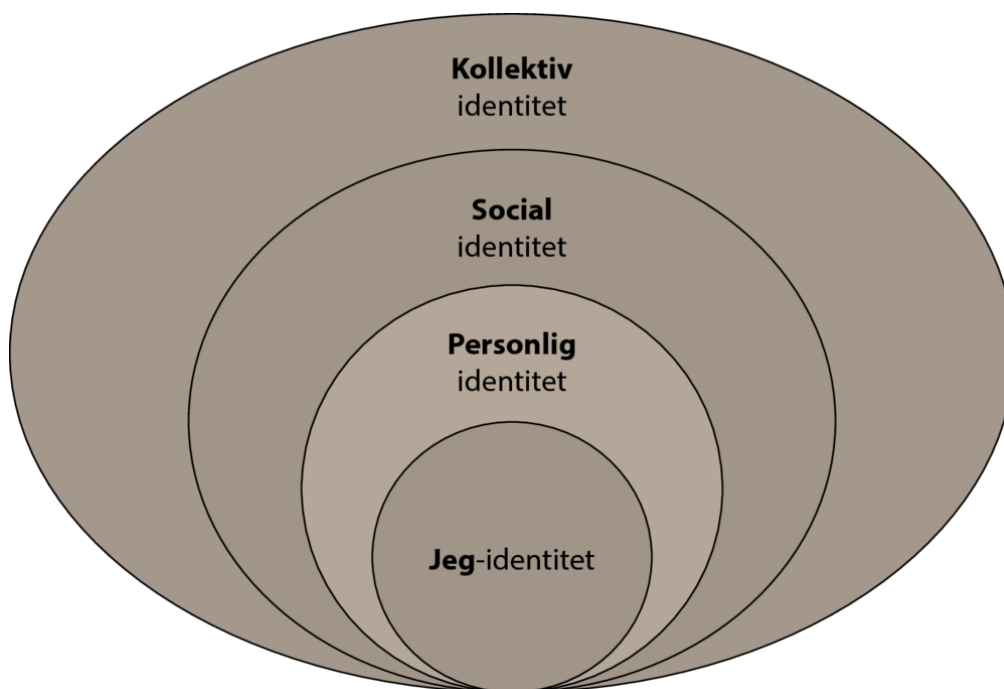 Kollektiv
identitet
Social
identitet
Personlig
identitet
Jeg-identitet